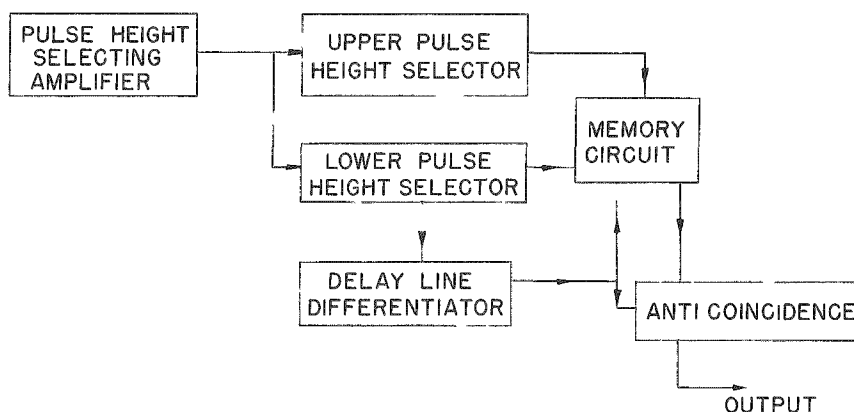 PULSE HEIGHT
SELECTING
AMPLIFIER
UPPER PULSE
HEIGHT SELECTOR
MEMORY
CIRCUIT
LOWER PULSE
HEIGHT SELECTOR
DELAY LINE
DIFFERENTIATOR
ANTI COINCIDENCE
OUTPUT